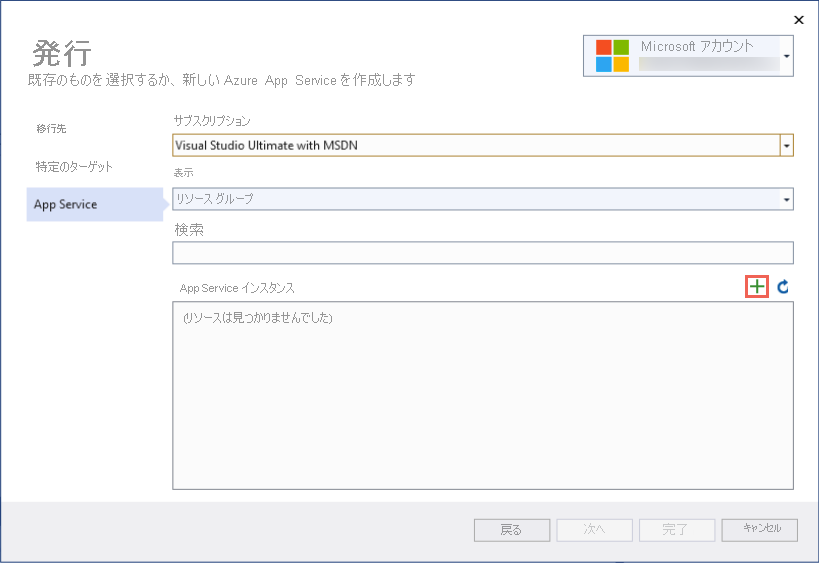 発行
既存のものを選択するか、新しい Azure App Service を作成します
Microsoft アカウント
移行先
特定のターゲット
App Service
サブスクリプション
Visual Studio Ultimate with MSDN
表示
リソース グループ
検索
App Service インスタンス
(リソースは見つかりませんでした)
戻る
次へ
完了
キャンセル